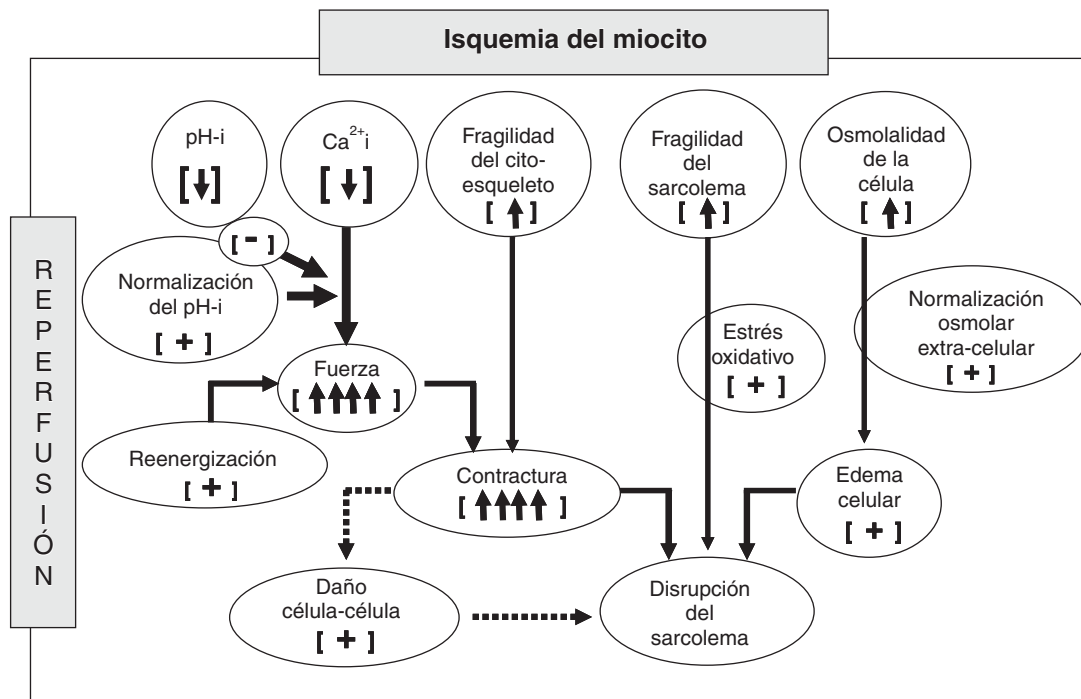 Isquemia del miocito
pH-i
[↓]
Ca²⁺i
[↓]
Fragilidad
del cito-
esqueleto
[↑]
Fragilidad
del
sarcolema
[↑]
Osmolalidad
de la
célula
[↑]
REPERFUSIÓN
[-]
Normalización
del pH-i
[+]
Fuerza
[↑↑↑↑]
Estrés
oxidativo
[+]
Normalización
osmolar
extra-celular
[+]
Reenergización
[+]
Contractura
[↑↑↑↑]
Edema
celular
[+]
Daño
célula-célula
[+]
Disrupción
del
sarcolema